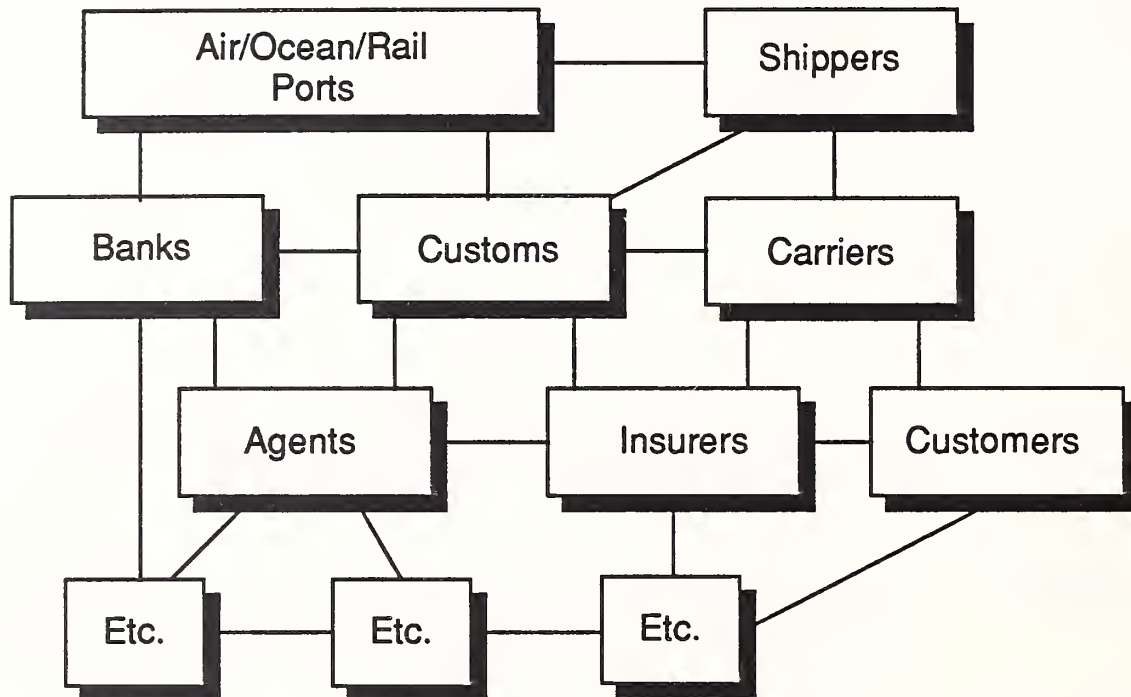 Air/Ocean/Rail
Ports
Shippers
Banks
Customs
Carriers
Agents
Insurers
Customers
Etc.
Etc.
Etc.